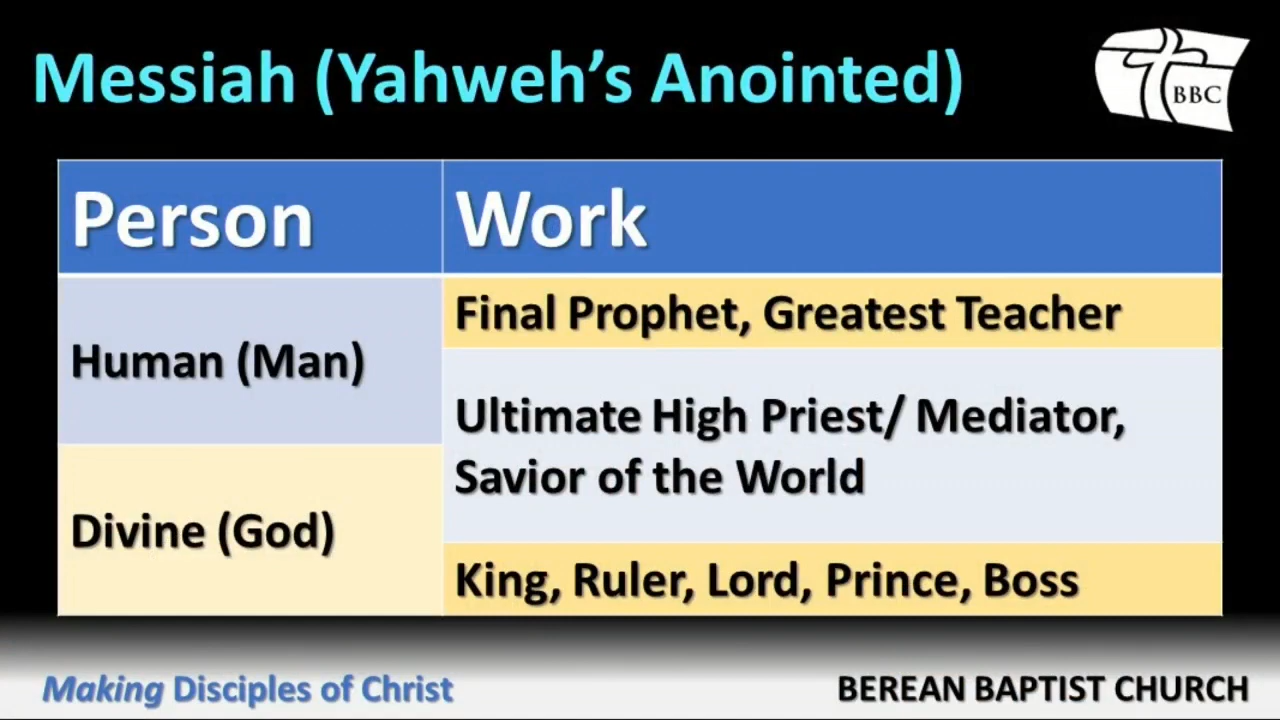 Messiah (Yahweh’s Anointed)
BBC
Person
Work
Human (Man)
Final Prophet, Greatest Teacher
Ultimate High Priest/ Mediator,
Savior of the World
Divine (God)
King, Ruler, Lord, Prince, Boss
Making Disciples of Christ
BEREAN BAPTIST CHURCH